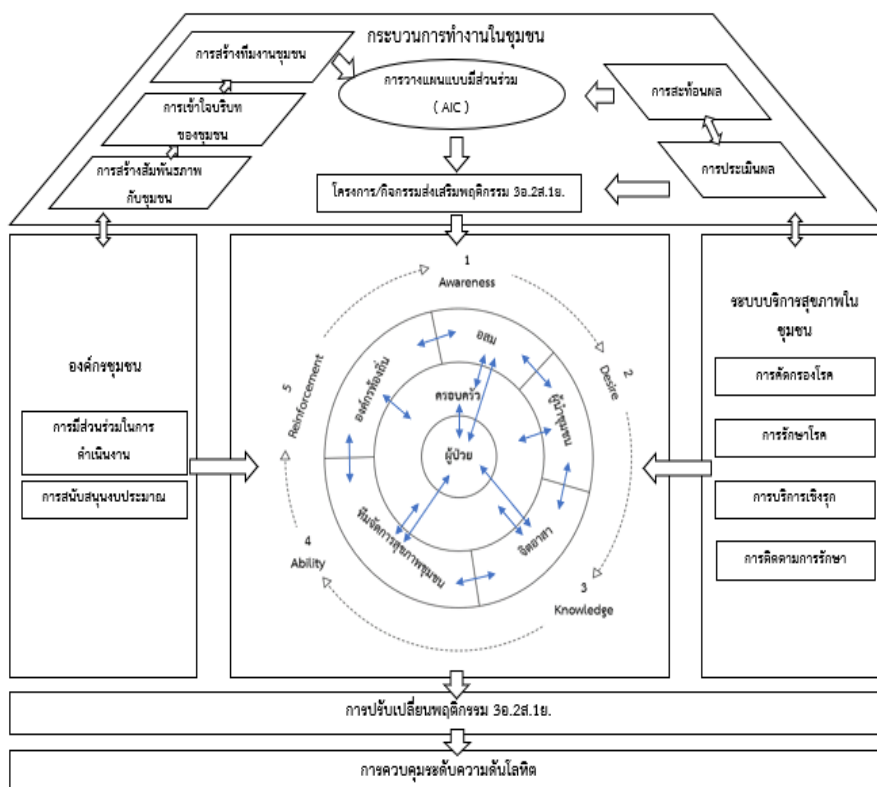 กระบวนการทำงานในชุมชน
การสร้างทีมงานชุมชน
การเข้าใจบริบท
ของชุมชน
การสร้างสัมพันธภาพ
กับชุมชน
การวางแผนแบบมีส่วนร่วม
( AIC )
การสะท้อนผล
การประเมินผล
โครงการ/กิจกรรมส่งเสริมพฤติกรรม 3อ.2ส.1ย.
องค์กรชุมชน
การมีส่วนร่วมในการ
ดำเนินงาน
การสนับสนุนงบประมาณ
1
Awareness
2
Desire
3
Knowledge
4
Ability
5
Reinforcement
อสม
ผู้นำชุมชน
จิตอาสา
ทีมจัดการสุขภาพชุมชน
องค์กรท้องถิ่น
ครอบครัว
ผู้ป่วย
ระบบบริการสุขภาพใน
ชุมชน
การคัดกรองโรค
การรักษาโรค
การบริการเชิงรุก
การติดตามการรักษา
การปรับเปลี่ยนพฤติกรรม 3อ.2ส.1ย.
การควบคุมระดับความดันโลหิต